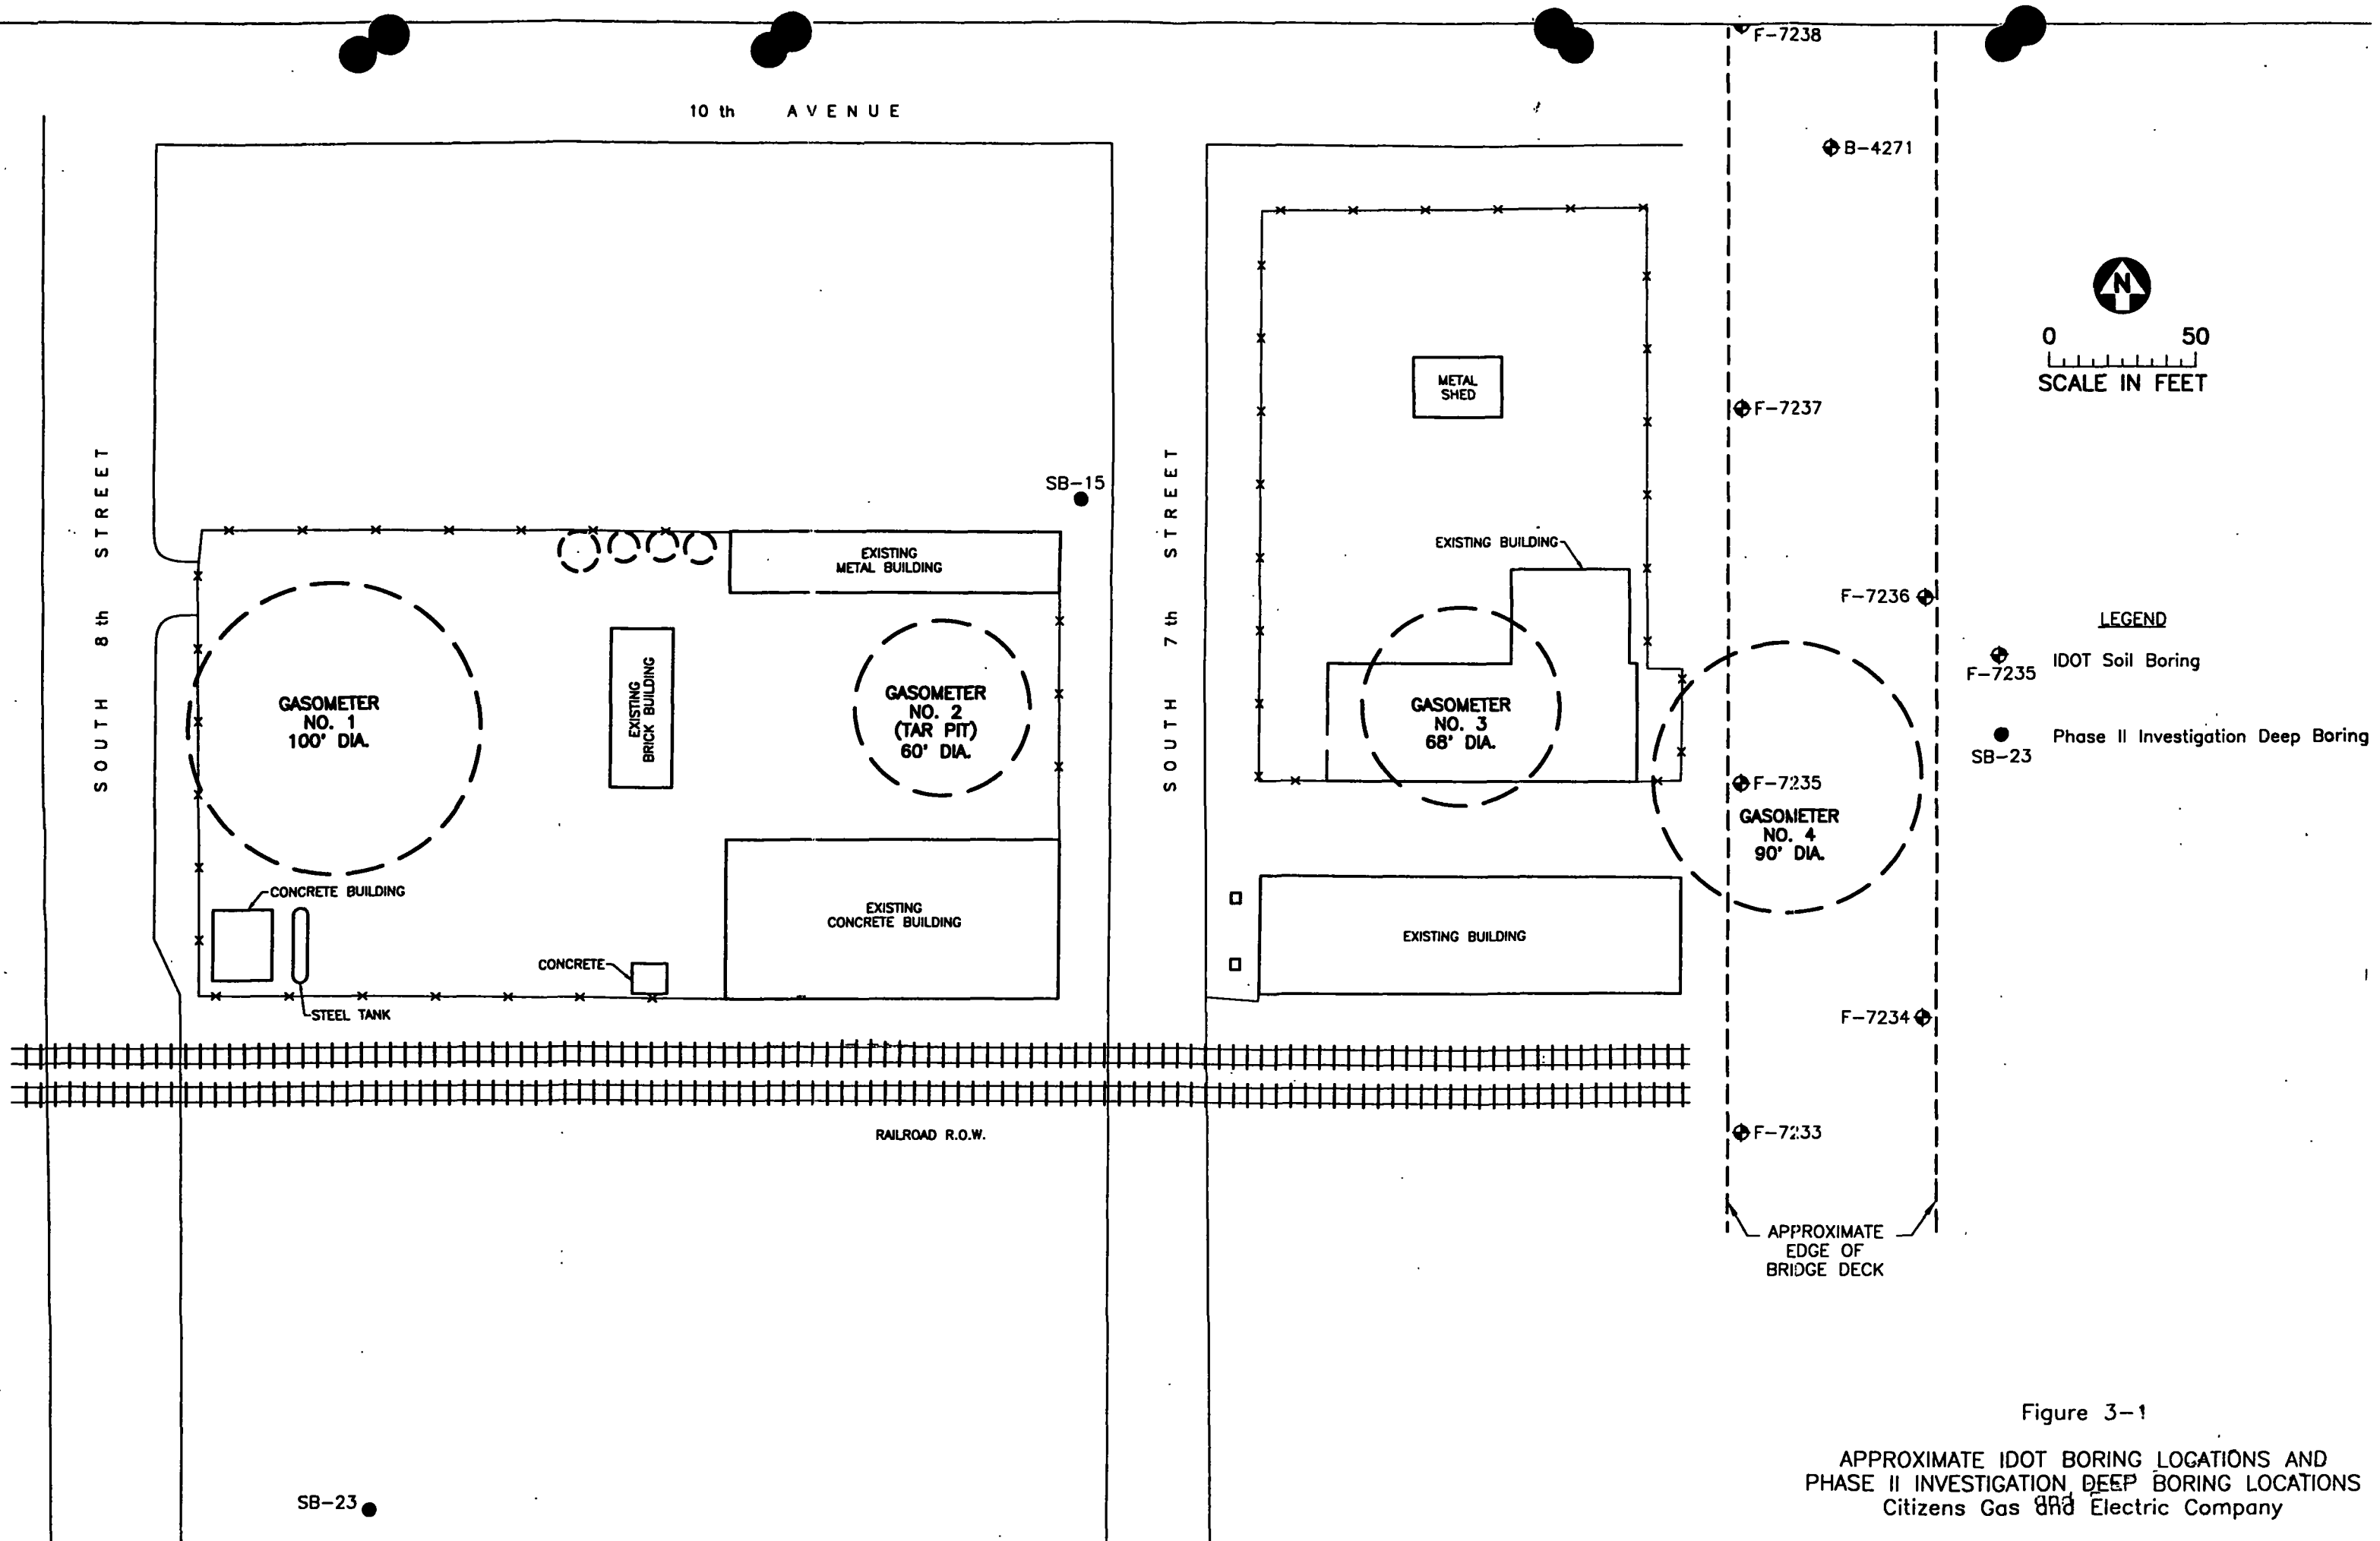 F-7238
10 th AVENUE
B-4271
N
0 50
SCALE IN FEET
METAL
SHED
F-7237
SOUTH 8th STREET
SB-15
SOUTH 7th STREET
EXISTING
METAL BUILDING
EXISTING BUILDING
F-7236
LEGEND
F-7235
IDOT Soil Boring
SB-23
Phase II Investigation Deep Boring
GASOMETER
NO. 1
100' DIA.
EXISTING
BRICK BUILDING
GASOMETER
NO. 2
(TAR PIT)
60' DIA.
GASOMETER
NO. 3
68' DIA.
F-7235
GASOMETER
NO. 4
90' DIA.
CONCRETE BUILDING
EXISTING
CONCRETE BUILDING
EXISTING BUILDING
CONCRETE
STEEL TANK
F-7234
RAILROAD R.O.W.
F-7233
APPROXIMATE
EDGE OF
BRIDGE DECK
Figure 3-1
APPROXIMATE IDOT BORING LOCATIONS AND
PHASE II INVESTIGATION DEEP BORING LOCATIONS
Citizens Gas and Electric Company
SB-23